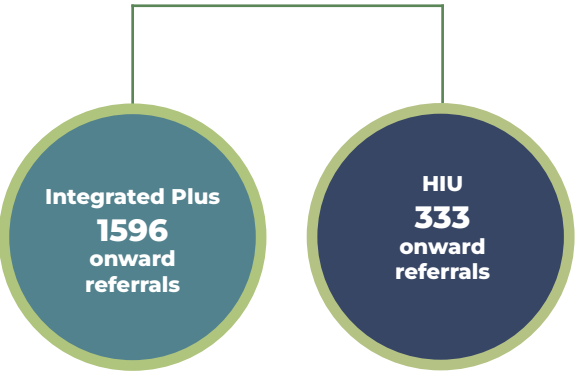 Integrated Plus
1596
onward
referrals
HIU
333
onward
referrals